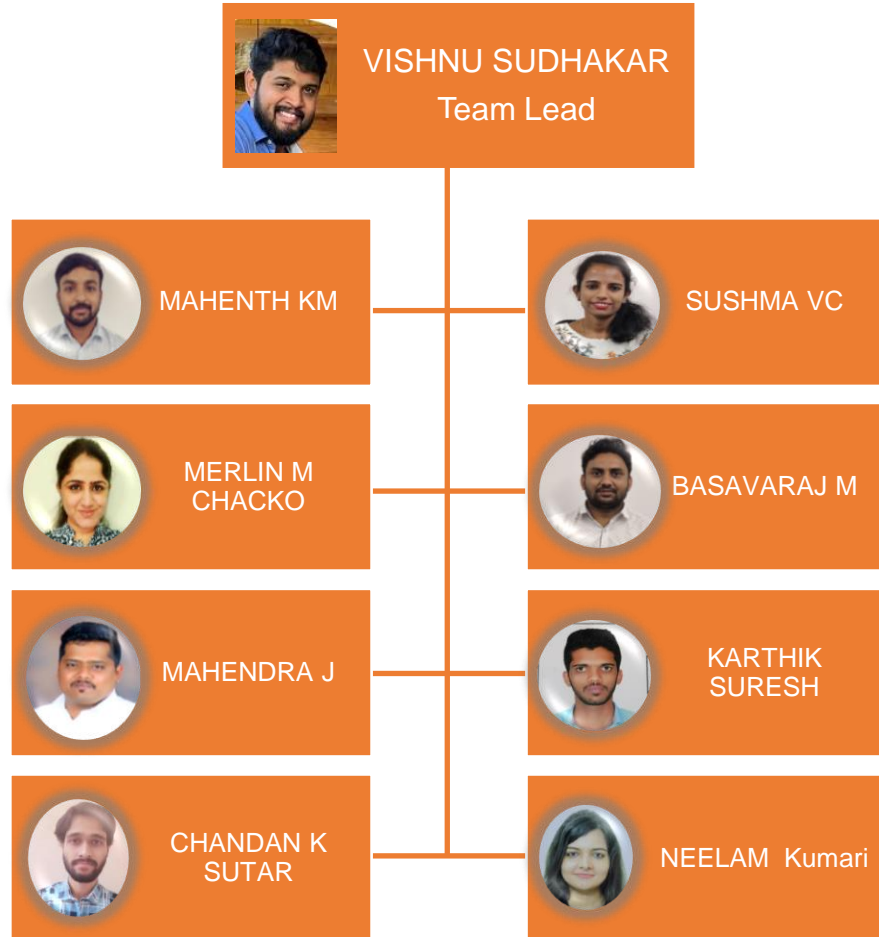 VISHNU SUDHAKAR
Team Lead
MAHENTH KM
SUSHMA VC
MERLIN M
CHACKO
BASAVARAJ M
MAHENDRA J
KARTHIK
SURESH
CHANDAN K
SUTAR
NEELAM  Kumari